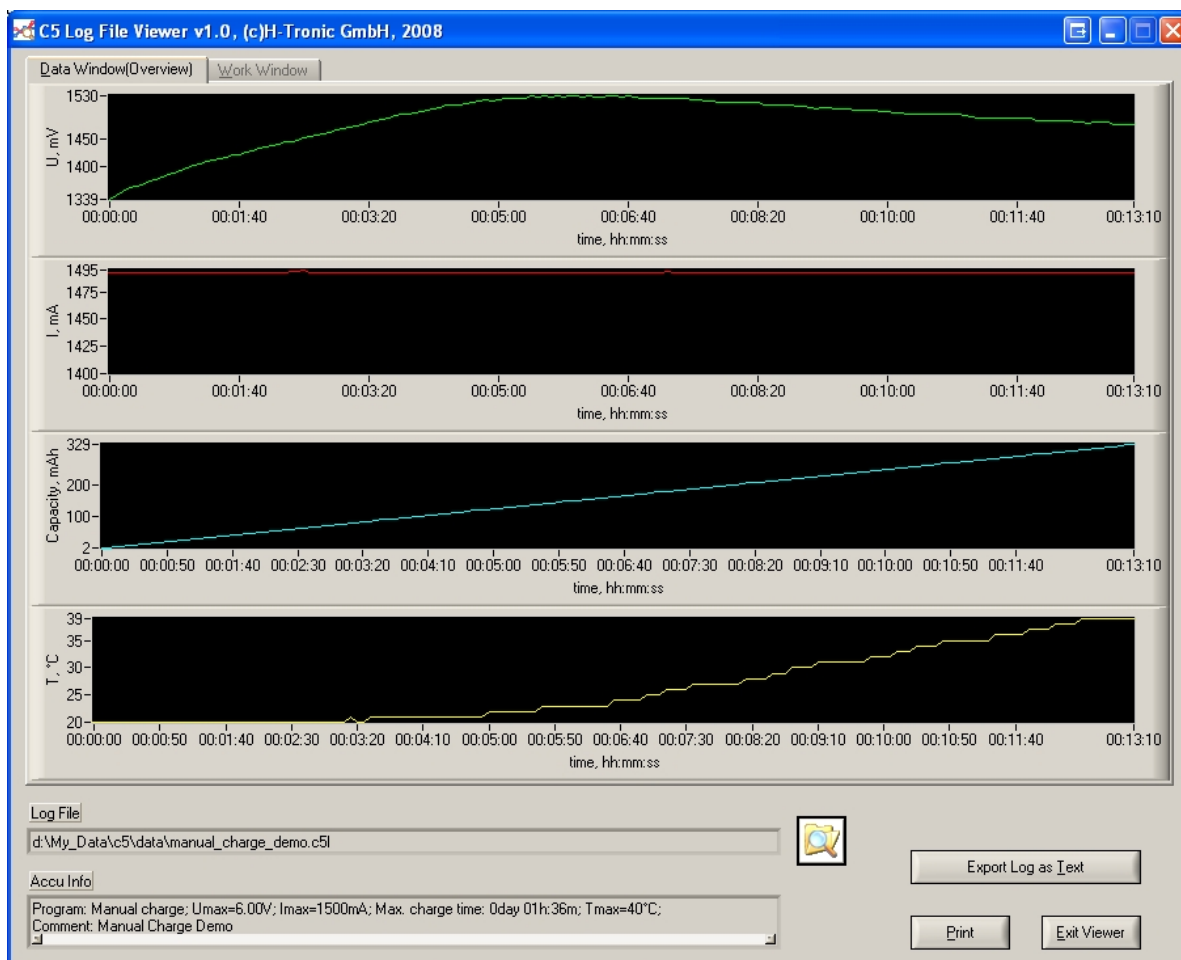 C5 Log File Viewer v1.0, (c)H-Tronic GmbH, 2008
Data Window(Overview) Work Window
1530
1450
1400
1339
U, mV
00:00:00 00:01:40 00:03:20 00:05:00 00:06:40 00:08:20 00:10:00 00:11:40 00:13:10
time, hh:mm:ss
1495
1475
1450
1425
1400
I, mA
00:00:00 00:01:40 00:03:20 00:05:00 00:06:40 00:08:20 00:10:00 00:11:40 00:13:10
time, hh:mm:ss
329
200
100
2
Capacity, mAh
00:00:00 00:00:50 00:01:40 00:02:30 00:03:20 00:04:10 00:05:00 00:05:50 00:06:40 00:07:30 00:08:20 00:09:10 00:10:00 00:10:50 00:11:40 00:13:10
time, hh:mm:ss
39
35
30
25
20
T, °C
00:00:00 00:00:50 00:01:40 00:02:30 00:03:20 00:04:10 00:05:00 00:05:50 00:06:40 00:07:30 00:08:20 00:09:10 00:10:00 00:10:50 00:11:40 00:13:10
time, hh:mm:ss
Log File
d:\My_Data\c5\data\manual_charge_demo.c5l
Export Log as Text
Accu Info
Program: Manual charge; Umax=6.00V; Imax=1500mA; Max. charge time: 0day 01h:36m; Tmax=40°C;
Comment: Manual Charge Demo
Print Exit Viewer